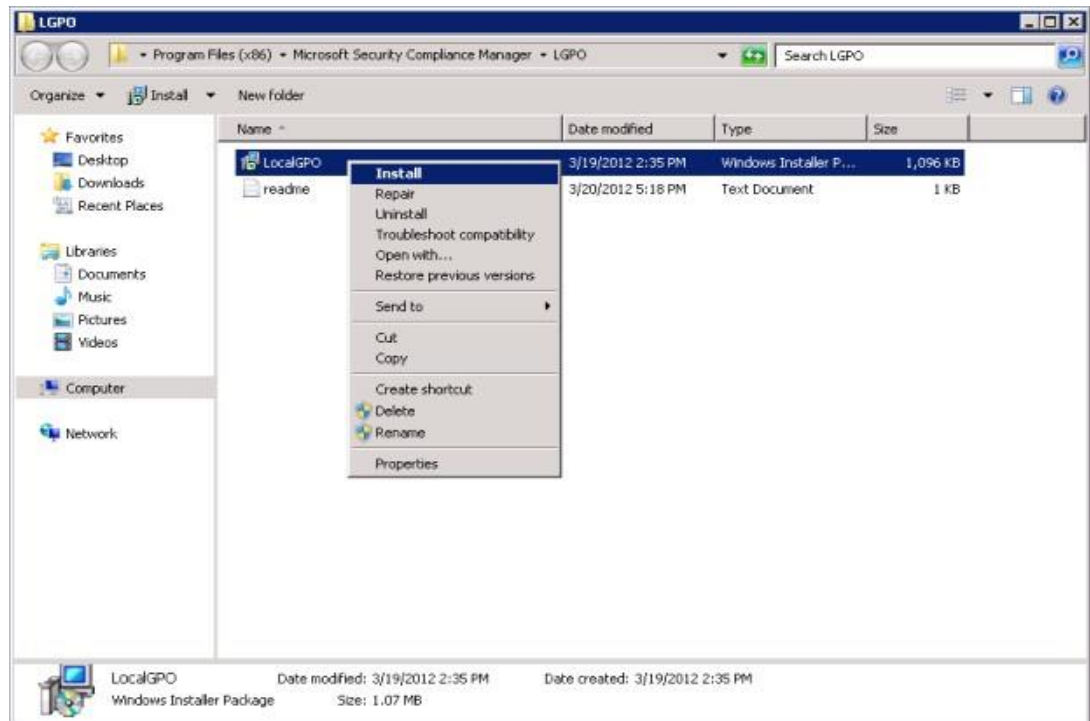 LGPO
Program Files (x86) Microsoft Security Compliance Manager LGPO
Search LGPO
Organize Install New folder
Name Date modified Type Size
Favorites
Desktop
Downloads
Recent Places
Libraries
Documents
Music
Pictures
Videos
Computer
Network
LocalGPO 3/19/2012 2:35 PM Windows Installer P... 1,096 KB
readme 3/20/2012 5:18 PM Text Document 1 KB
Install
Repair
Uninstall
Troubleshoot compatibility
Open with...
Restore previous versions
Send to
Cut
Copy
Create shortcut
Delete
Rename
Properties
LocalGPO Date modified: 3/19/2012 2:35 PM Date created: 3/19/2012 2:35 PM
Windows Installer Package Size: 1.07 MB